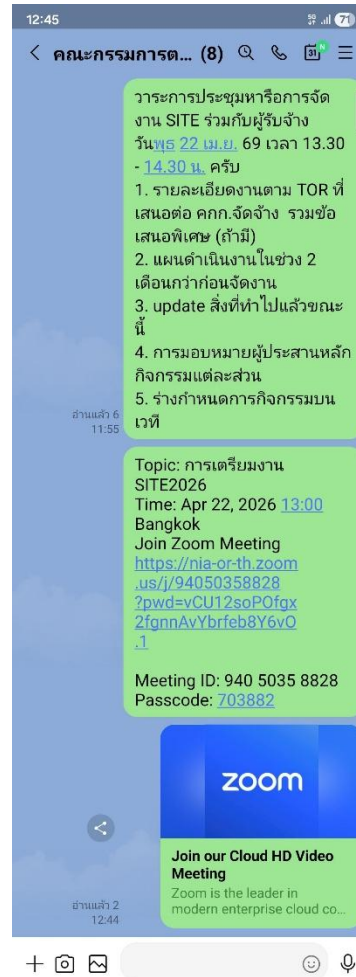 12:45
71
คณะกรรมการต... (8)
31
N
วาระการประชุมหารือการจัด
งาน SITE ร่วมกับผู้รับจ้าง
วันพุธ 22 เม.ย. 69 เวลา 13.30
- 14.30 น. ครับ
1. รายละเอียดงานตาม TOR ที่
เสนอต่อ คกก.จัดจ้าง รวมข้อ
เสนอพิเศษ (ถ้ามี)
2. แผนดำเนินงานในช่วง 2
เดือนกว่าก่อนจัดงาน
3. update สิ่งที่ทำไปแล้วขณะ
นี้
4. การมอบหมายผู้ประสานหลัก
กิจกรรมแต่ละส่วน
5. ร่างกำหนดการกิจกรรมบน
เวที
อ่านแล้ว 6
11:55
Topic: การเตรียมงาน
SITE2026
Time: Apr 22, 2026 13:00
Bangkok
Join Zoom Meeting
https://nia-or-th.zoom
.us/j/94050358828
?pwd=vCU12soPOfgx
2fgnnAvYbrfeb8Y6vO
.1
Meeting ID: 940 5035 8828
Passcode: 703882
zoom
Join our Cloud HD Video
Meeting
Zoom is the leader in
modern enterprise cloud co...
อ่านแล้ว 2
12:44